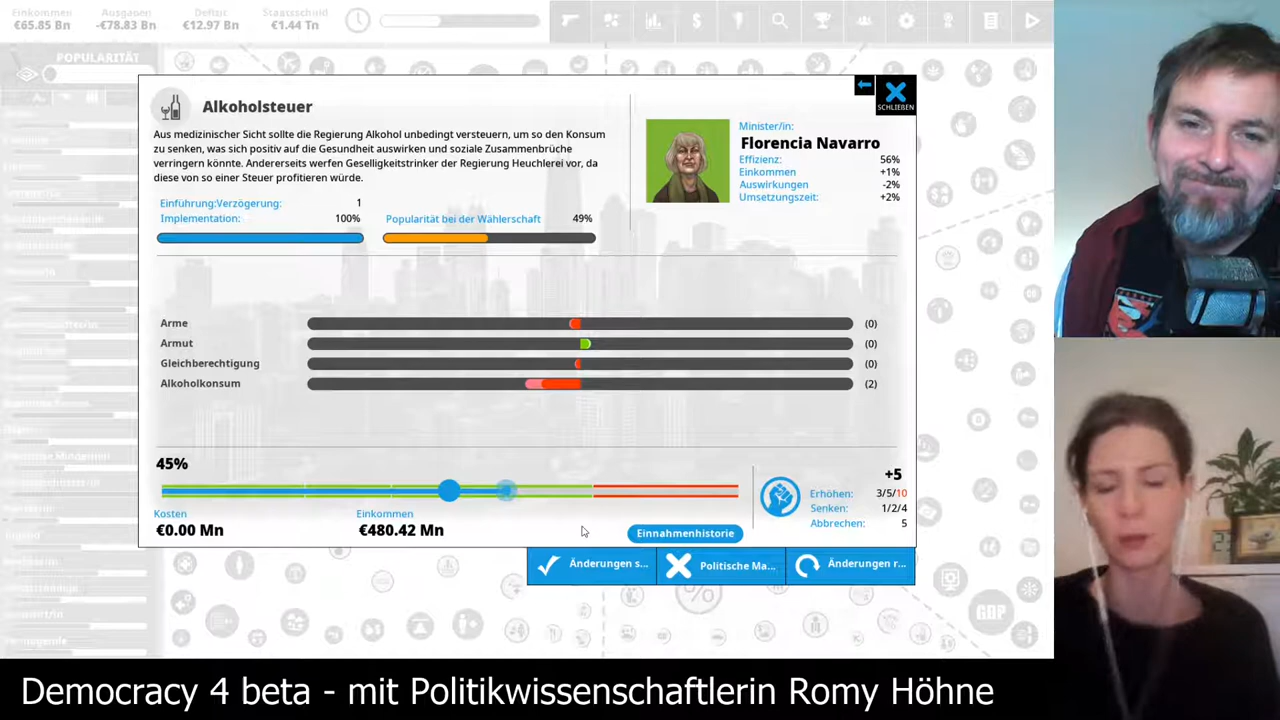 Einkommen Ausgaben Defizit Staatsschuld
€65.85 Bn -€78.83 Bn €12.97 Bn €1.44 Tn
POPULARITÄT
SCHLIEßEN
Alkoholsteuer
Aus medizinischer Sicht sollte die Regierung Alkohol unbedingt versteuern, um so den Konsum
zu senken, was sich positiv auf die Gesundheit auswirken und soziale Zusammenbrüche
verringern könnte. Andererseits werfen Geselligkeitstrinker der Regierung Heuchlerei vor, da
diese von so einer Steuer profitieren würde.
Einführung:Verzögerung: 1
Implementation: 100%
Popularität bei der Wählerschaft 49%
Minister/in:
Florencia Navarro
Effizienz: 56%
Einkommen +1%
Auswirkungen -2%
Umsetzungszeit: +2%
Arme (0)
Armut (0)
Gleichberechtigung (0)
Alkoholkonsum (2)
45%
Kosten
€0.00 Mn
Einkommen
€480.42 Mn
Einnahmenhistorie
+5
Erhöhen: 3/5/10
Senken: 1/2/4
Abbrechen: 5
Änderungen s...
Politische Ma...
Änderungen r...
GAP
Democracy 4 beta - mit Politikwissenschaftlerin Romy Höhne